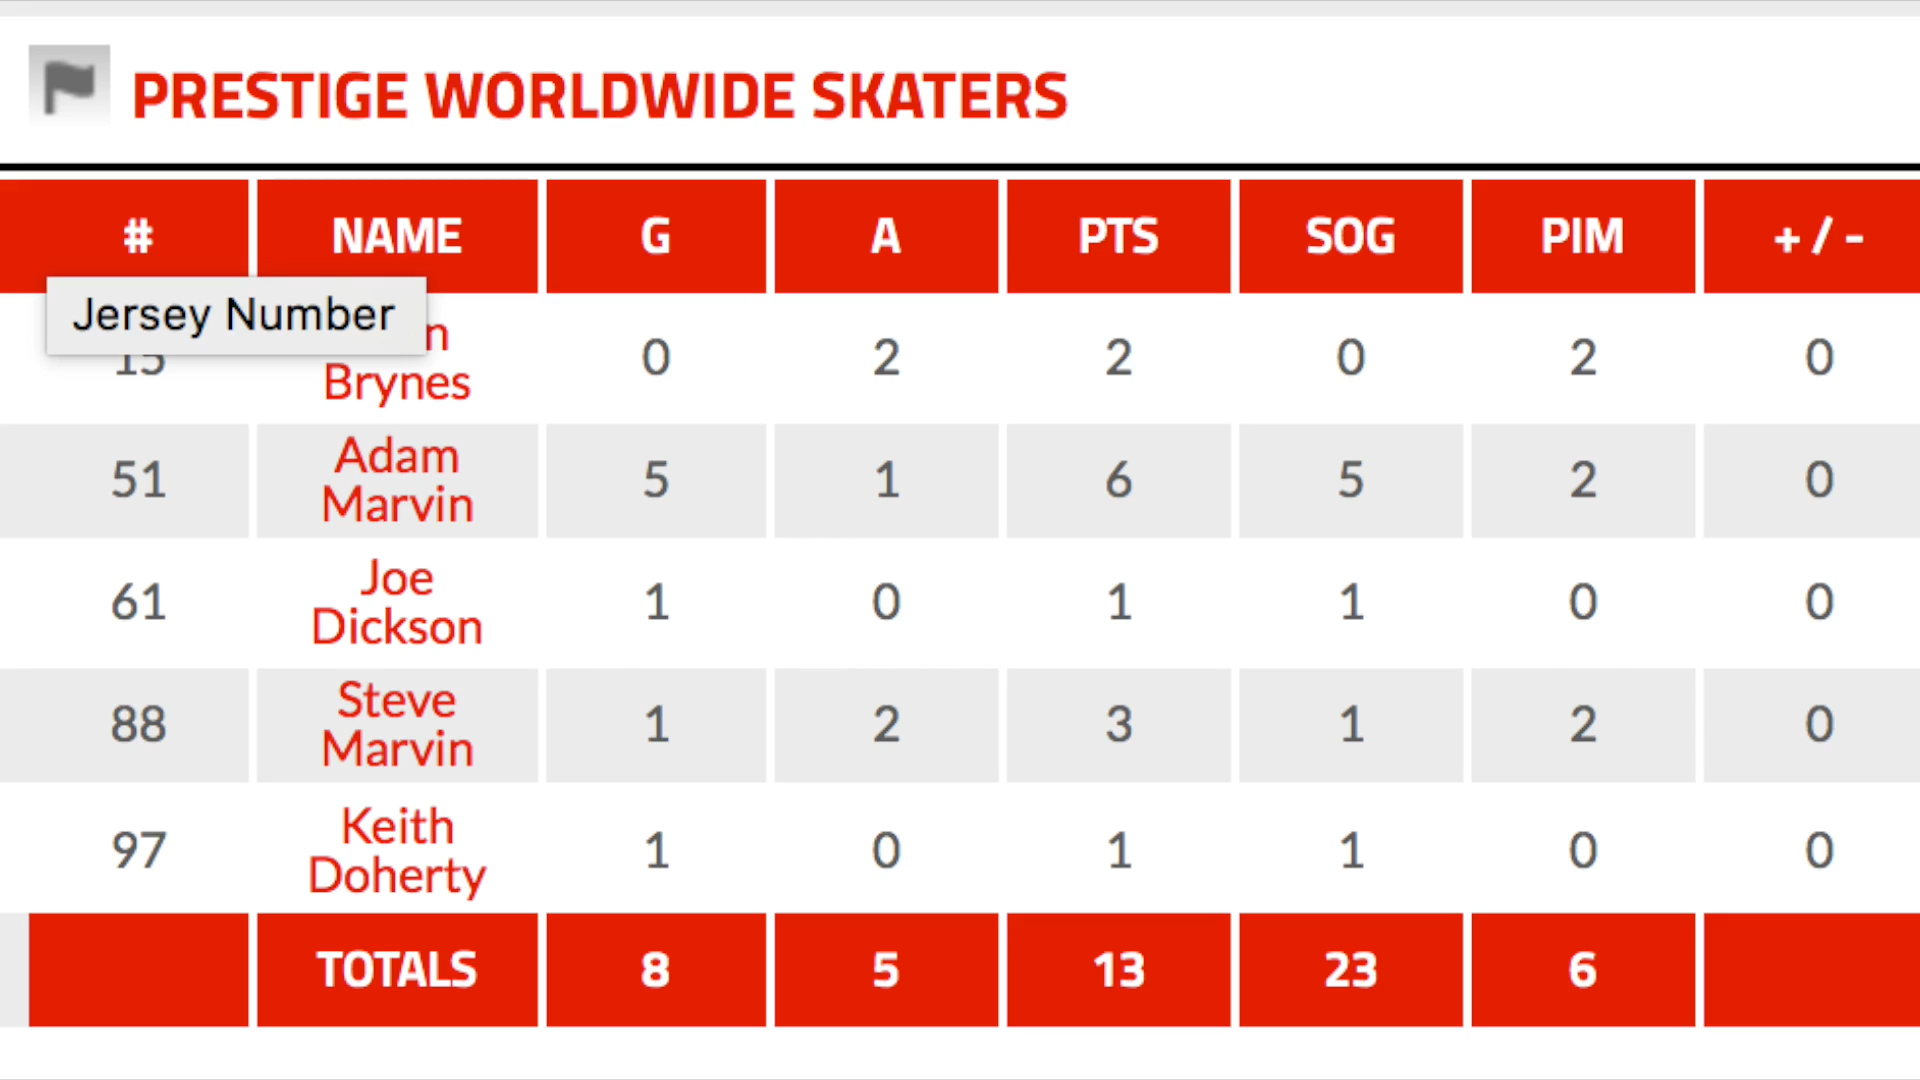 PRESTIGE WORLDWIDE SKATERS
# NAME G A PTS SOG PIM + / -
Jersey Number
15 Brynes 0 2 2 0 2 0
51 Adam Marvin 5 1 6 5 2 0
61 Joe Dickson 1 0 1 1 0 0
88 Steve Marvin 1 2 3 1 2 0
97 Keith Doherty 1 0 1 1 0 0
TOTALS 8 5 13 23 6